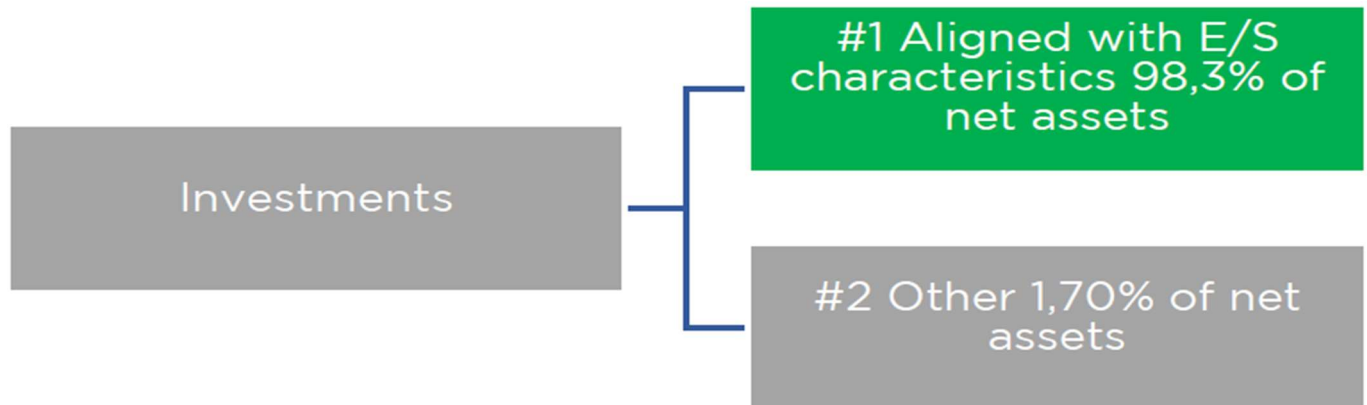 #1 Aligned with E/S
characteristics 98,3% of
net assets
Investments
#2 Other 1,70% of net
assets